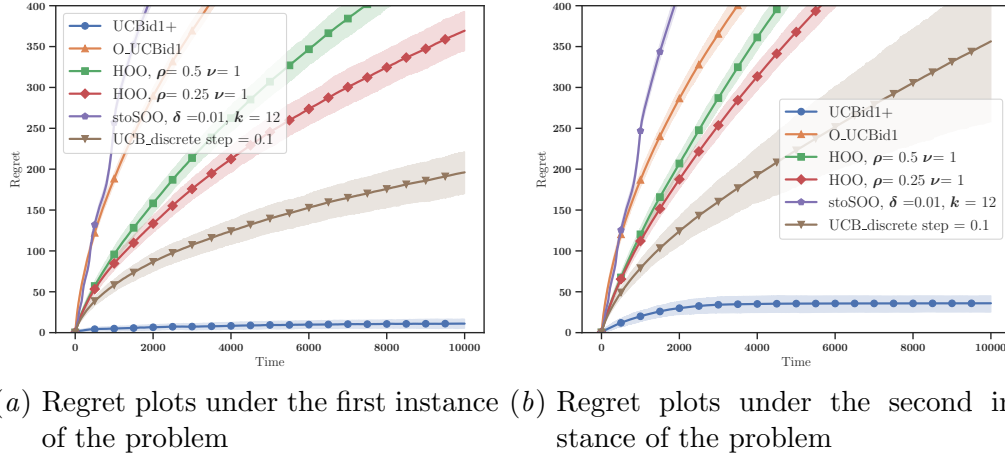 400
350
300
250
200
150
100
50
0
Regret
0 2000 4000 6000 8000 10000
Time
UCBid1+
O_UCBid1
HOO, ρ= 0.5 ν= 1
HOO, ρ= 0.25 ν= 1
stoSOO, δ =0.01, k = 12
UCB_discrete step = 0.1
400
350
300
250
200
150
100
50
0
Regret
0 2000 4000 6000 8000 10000
Time
UCBid1+
O_UCBid1
HOO, ρ= 0.5 ν= 1
HOO, ρ= 0.25 ν= 1
stoSOO, δ =0.01, k = 12
UCB_discrete step = 0.1
(a) Regret plots under the first instance
of the problem
(b) Regret plots under the second in-
stance of the problem